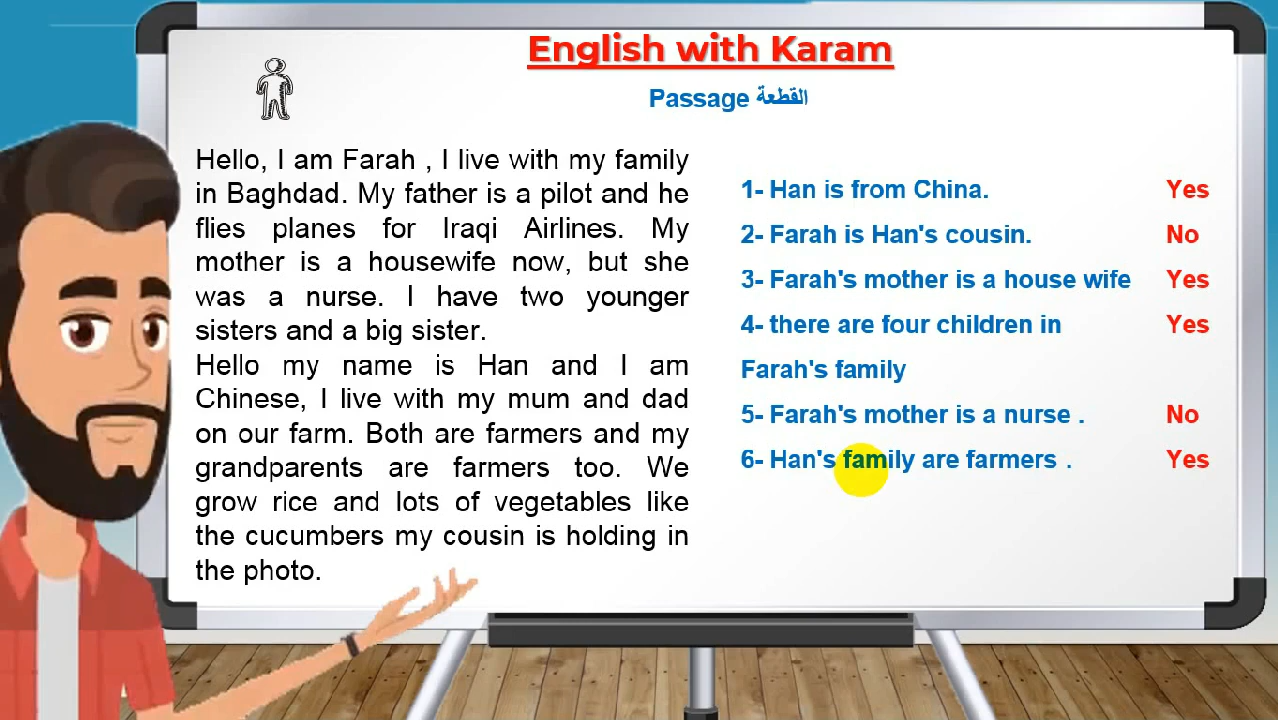 English with Karam
Passage القطعة
Hello, I am Farah , I live with my family
in Baghdad. My father is a pilot and he
flies planes for Iraqi Airlines. My
mother is a housewife now, but she
was a nurse. I have two younger
sisters and a big sister.
Hello my name is Han and I am
Chinese, I live with my mum and dad
on our farm. Both are farmers and my
grandparents are farmers too. We
grow rice and lots of vegetables like
the cucumbers my cousin is holding in
the photo.
1- Han is from China. Yes
2- Farah is Han's cousin. No
3- Farah's mother is a house wife Yes
4- there are four children in Yes
Farah's family
5- Farah's mother is a nurse . No
6- Han's family are farmers . Yes